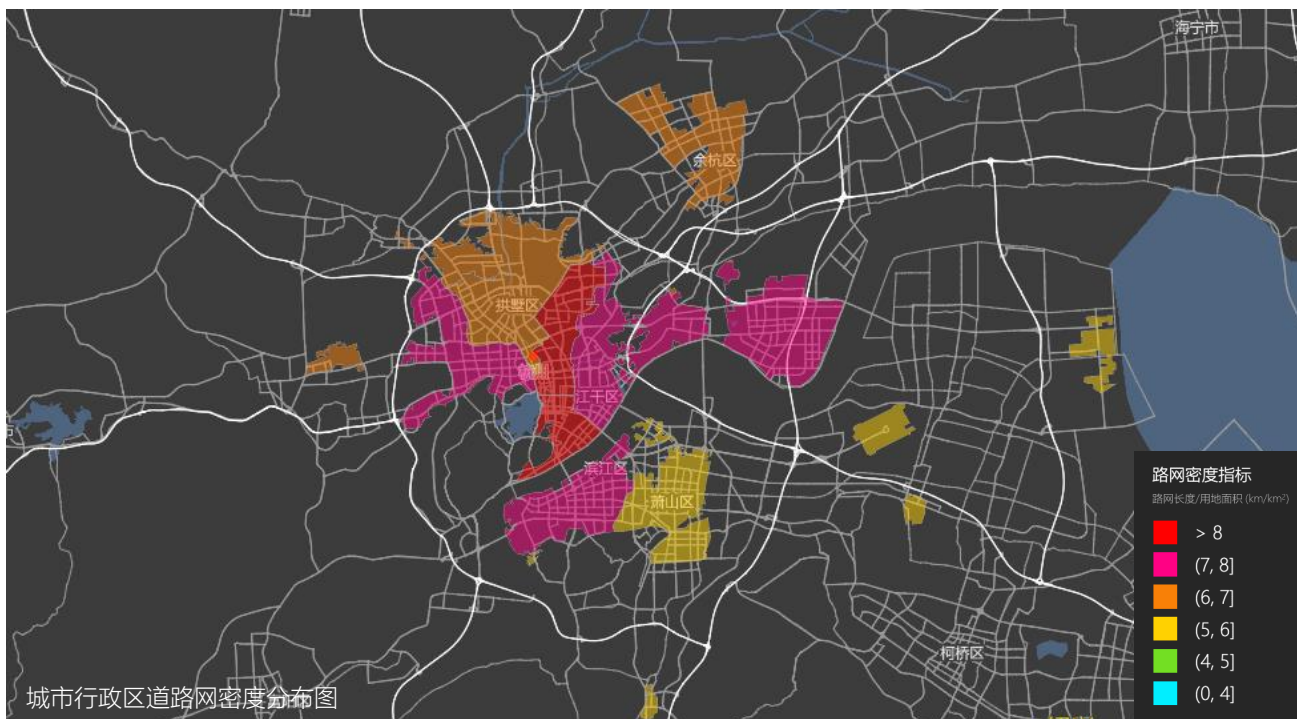 海宁市
余杭区
拱墅区
江干区
滨江区
萧山区
柯桥区
路网密度指标
路网长度/用地面积 (km/km²)
> 8
(7, 8]
(6, 7]
(5, 6]
(4, 5]
(0, 4]
城市行政区道路网密度分布图